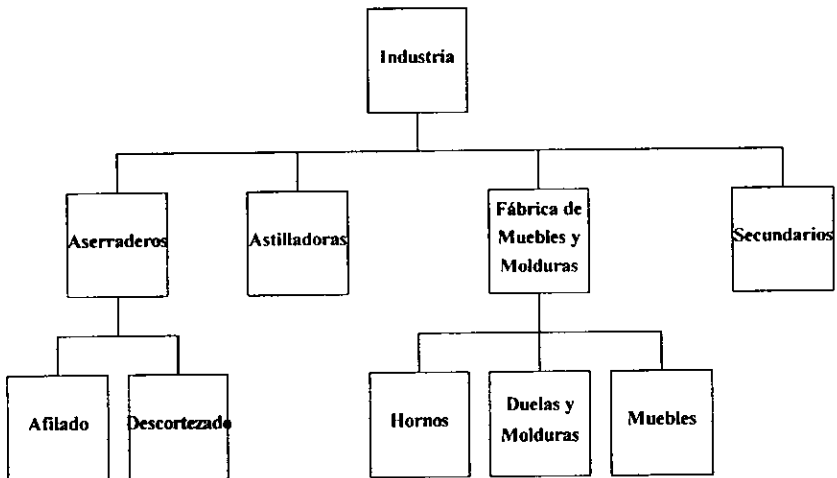 Industria
Aserraderos
Astilladoras
Fábrica de
Muebles y
Molduras
Secundarios
Afilado
Descortezado
Hornos
Duelas y
Molduras
Muebles